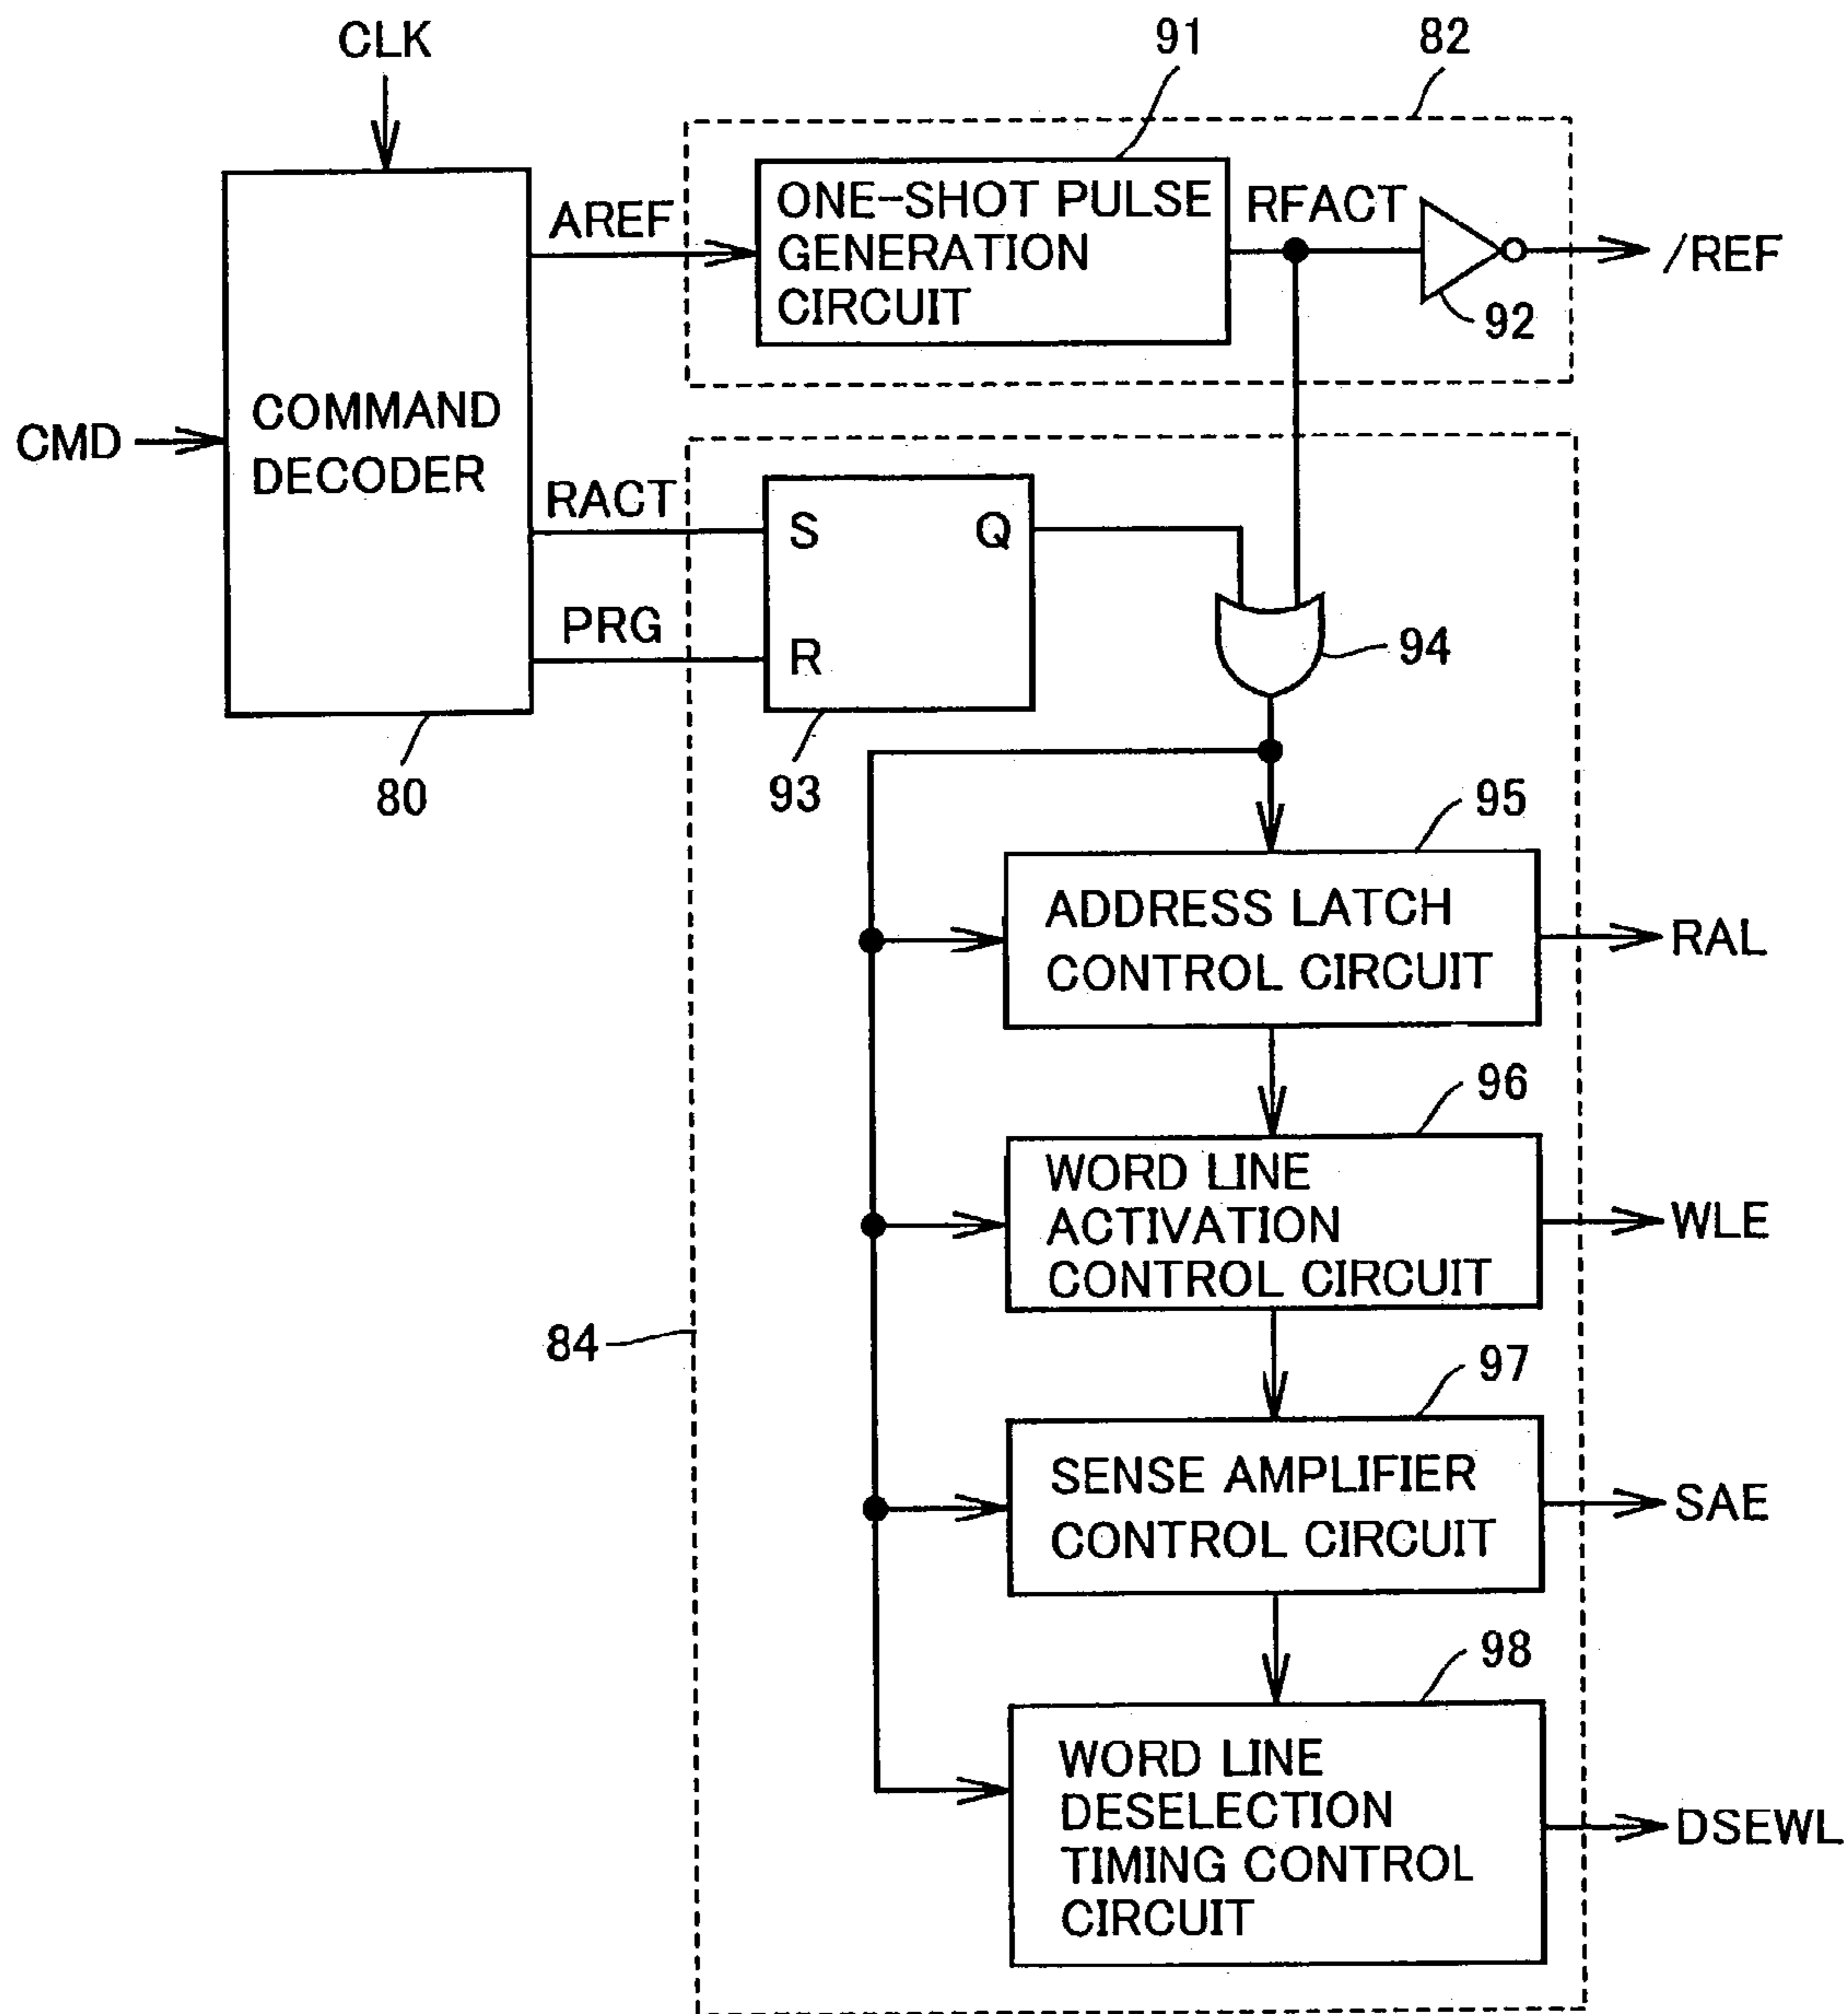 CLK
91
82
AREF
ONE-SHOT PULSE
GENERATION
CIRCUIT
RFACT
/REF
92
CMD
COMMAND
DECODER
RACT
S
Q
PRG
R
94
80
93
95
ADDRESS LATCH
CONTROL CIRCUIT
RAL
96
WORD LINE
ACTIVATION
CONTROL CIRCUIT
WLE
84
97
SENSE AMPLIFIER
CONTROL CIRCUIT
SAE
98
WORD LINE
DESELECTION
TIMING CONTROL
CIRCUIT
DSEWL